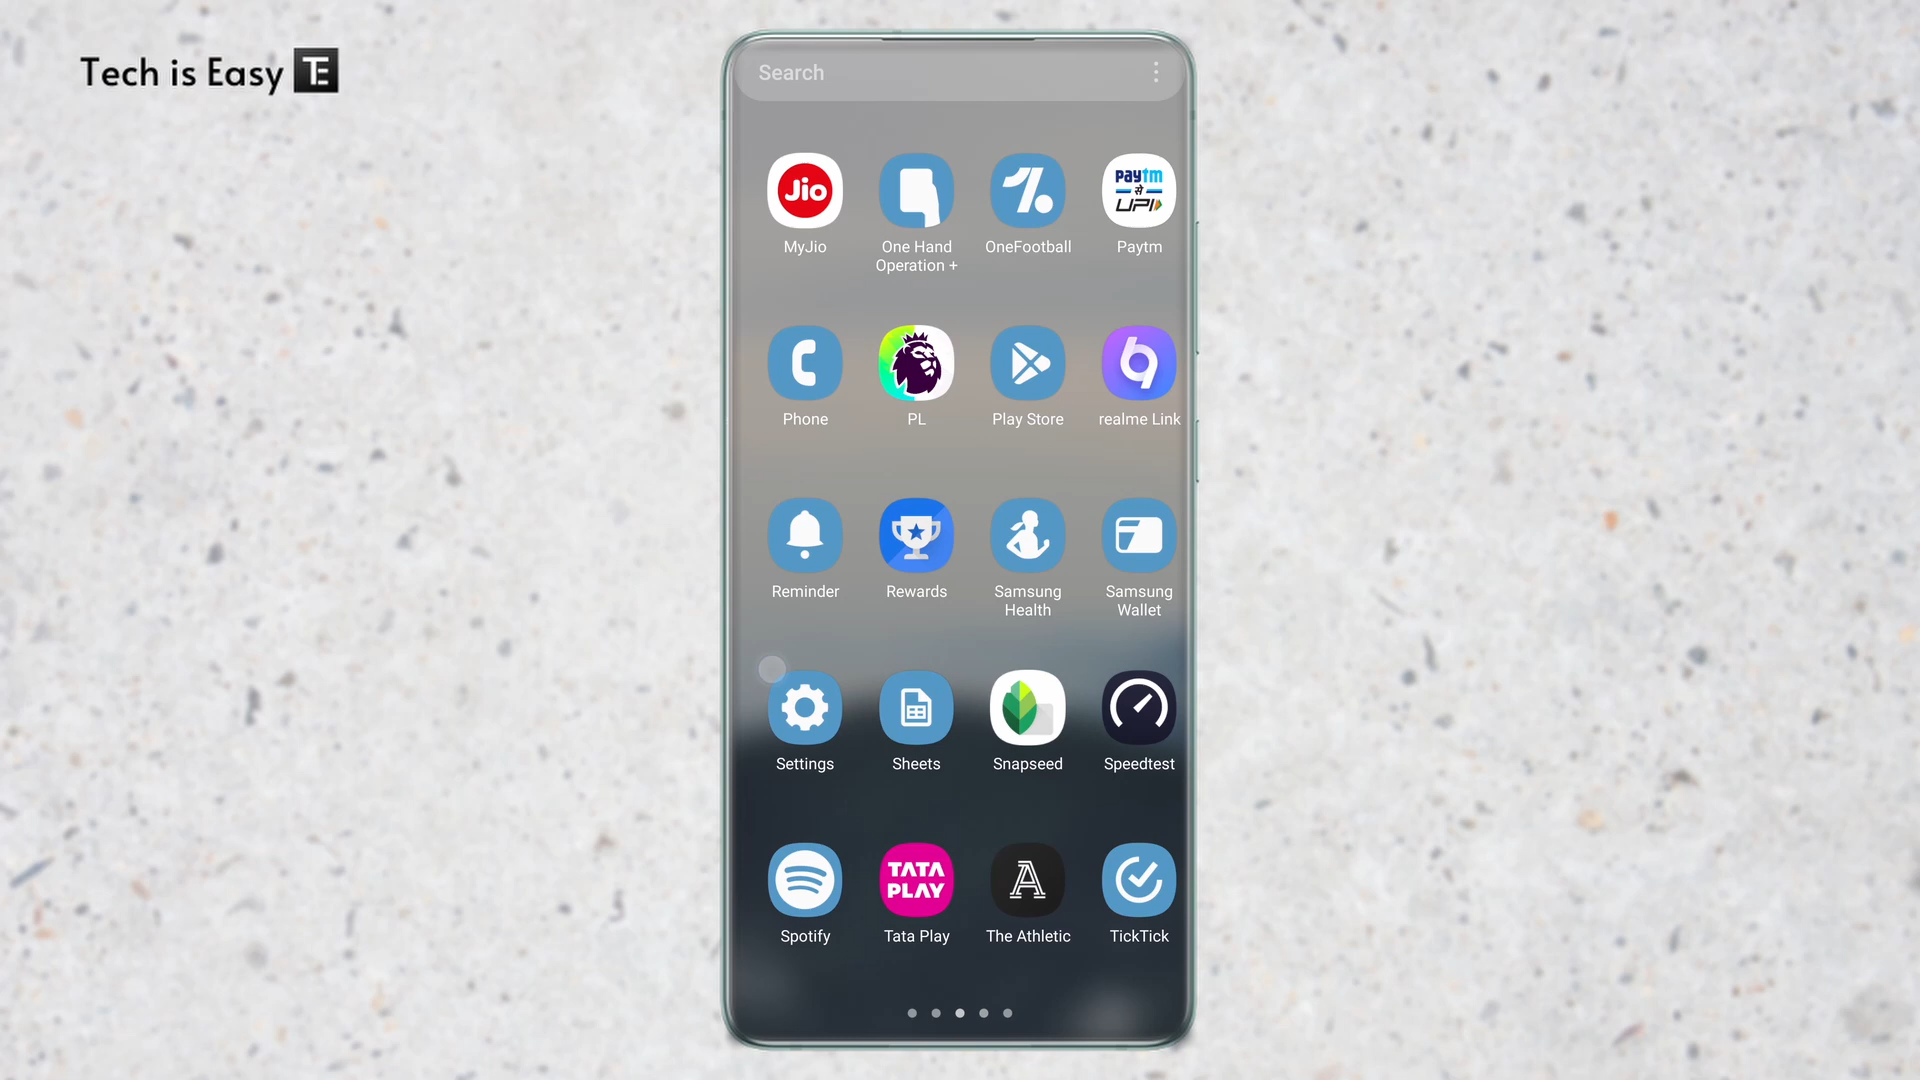 Tech is Easy TE
Search
Jio
MyJio
One Hand
Operation +
OneFootball
paytm
से
UPI
Paytm
Phone
PL
Play Store
realme Link
Reminder
Rewards
Samsung
Health
Samsung
Wallet
Settings
Sheets
Snapseed
Speedtest
Spotify
TATA
PLAY
Tata Play
A
The Athletic
TickTick